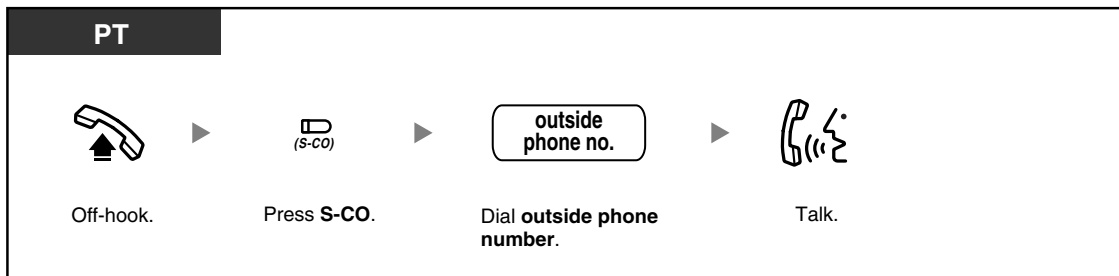 PT
(S-CO)
outside
phone no.
Off-hook.
Press S-CO.
Dial outside phone
number.
Talk.